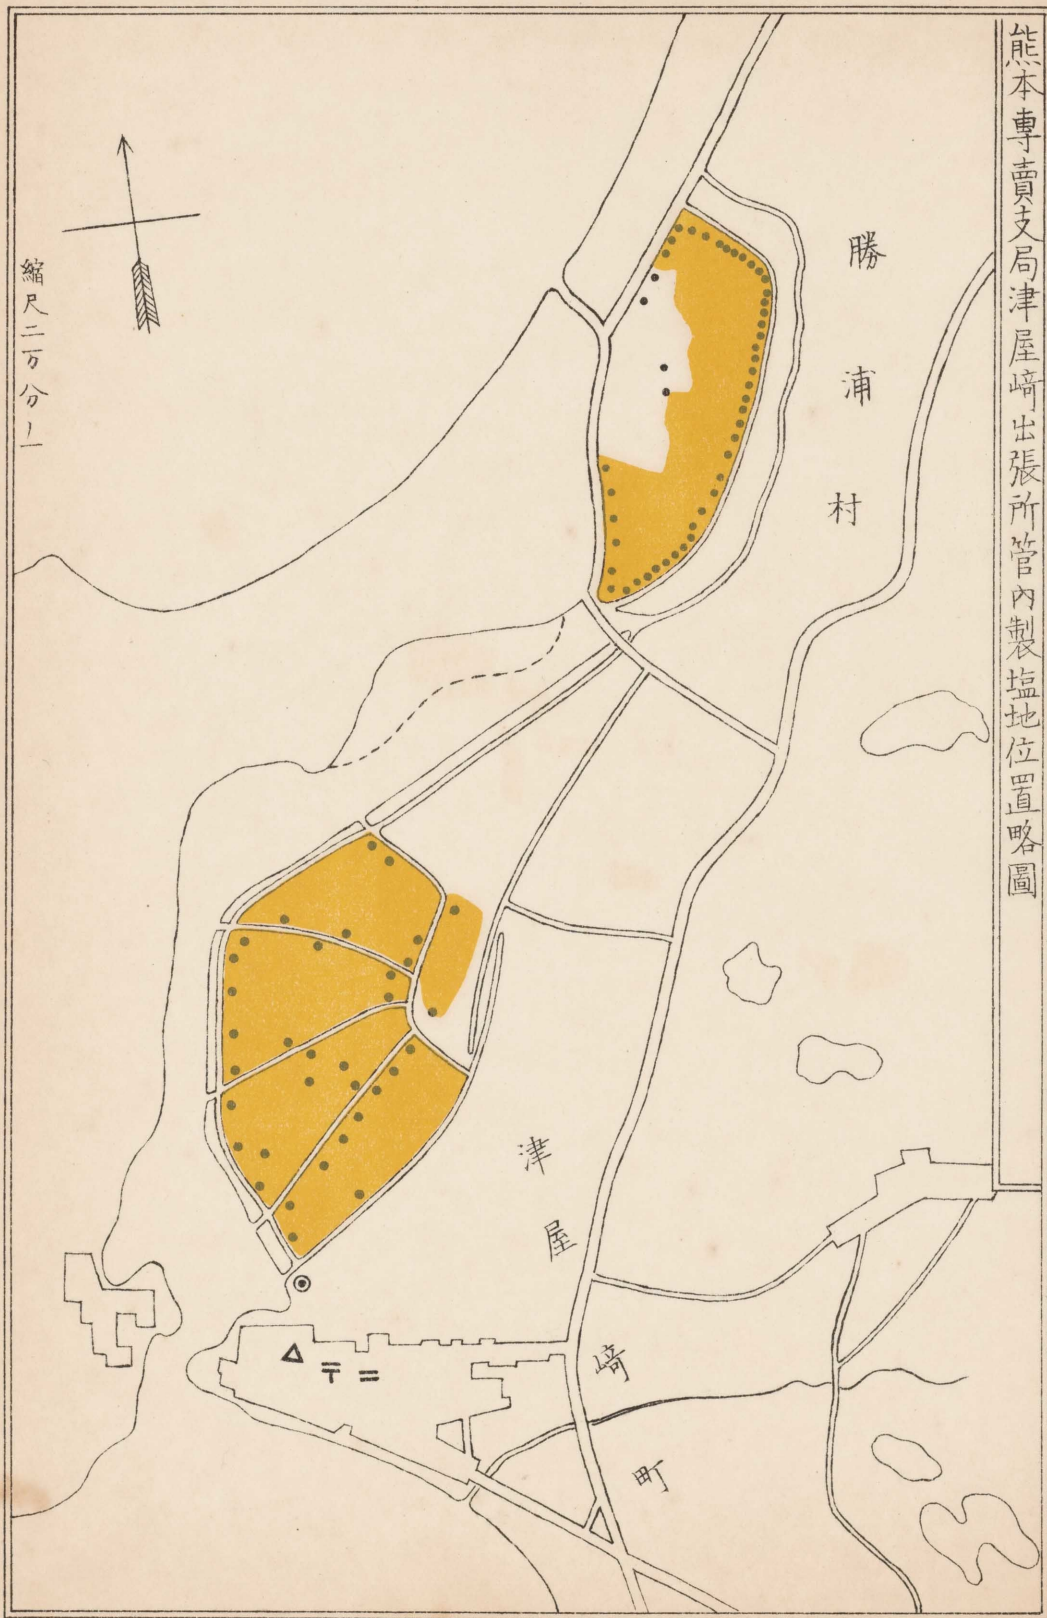 熊本專賣支局津屋﨑出張所管內製塩地位置略圖
勝浦村
津屋﨑町
縮尺二万分一
〒